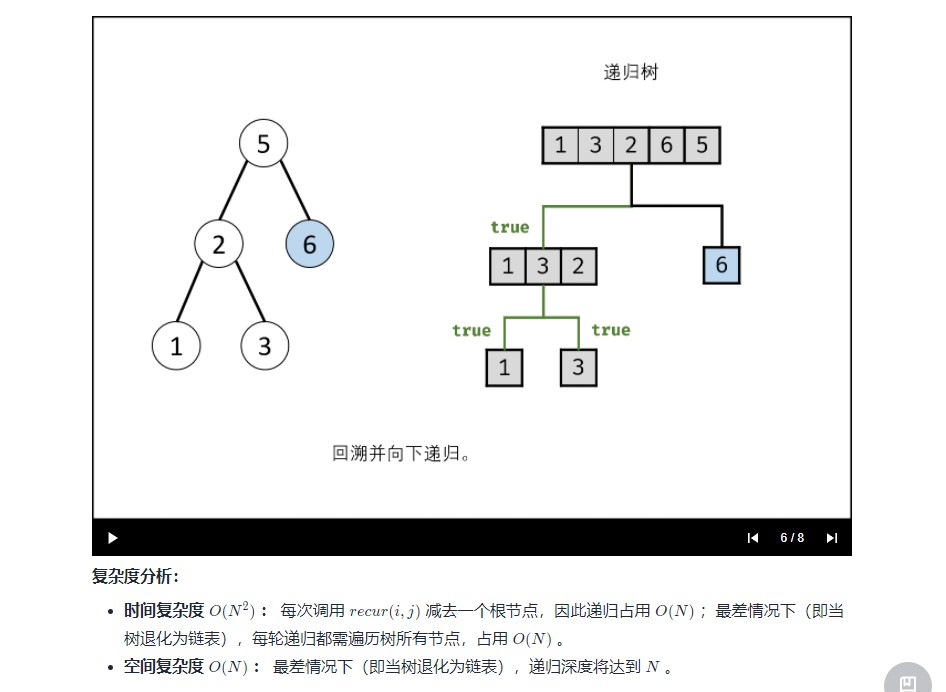 递归树
5
1 3 2 6 5
true
2
6
1 3 2
6
true
true
1
3
1
3
回溯并向下递归。
6 / 8
复杂度分析：
• 时间复杂度 O(N²) ： 每次调用 recur(i, j) 减去一个根节点，因此递归占用 O(N) ；最差情况下（即当
树退化为链表），每轮递归都需遍历树所有节点，占用 O(N) 。
• 空间复杂度 O(N) ： 最差情况下（即当树退化为链表），递归深度将达到 N 。